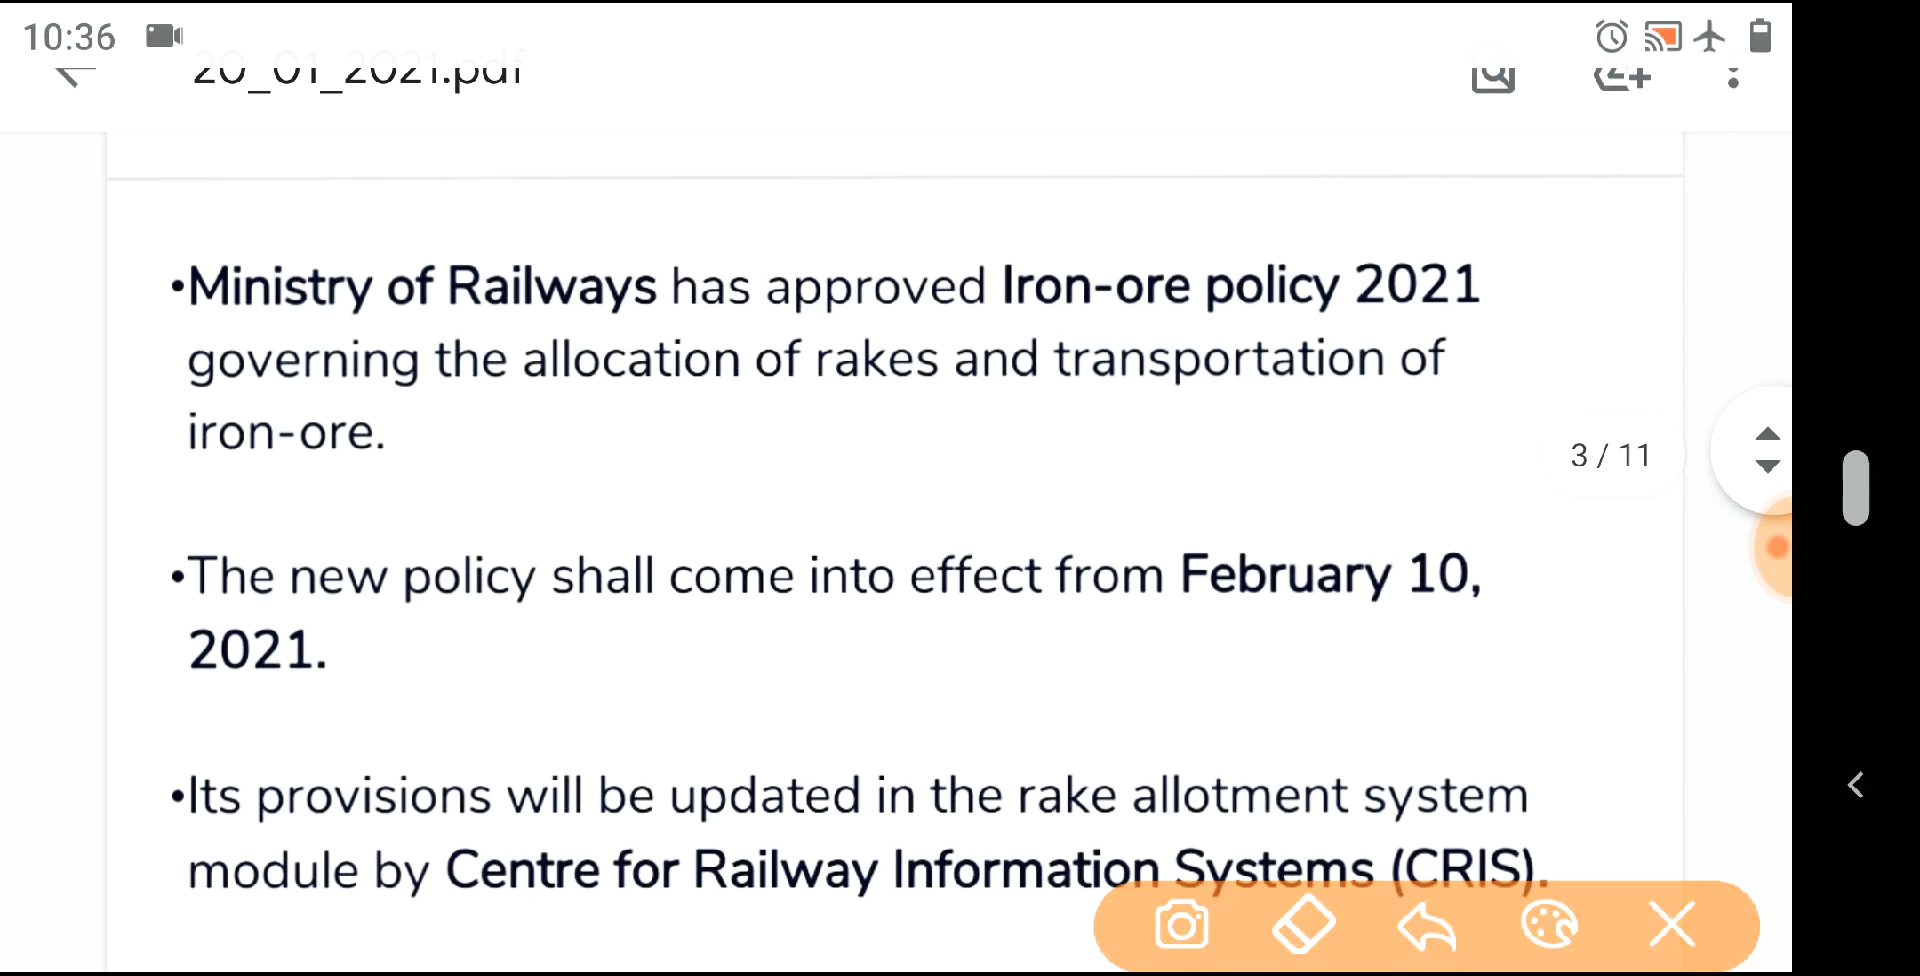 10:36
20_01_2021.pdf
•Ministry of Railways has approved Iron-ore policy 2021
governing the allocation of rakes and transportation of
iron-ore.
3 / 11
•The new policy shall come into effect from February 10,
2021.
•Its provisions will be updated in the rake allotment system
module by Centre for Railway Information Systems (CRIS).